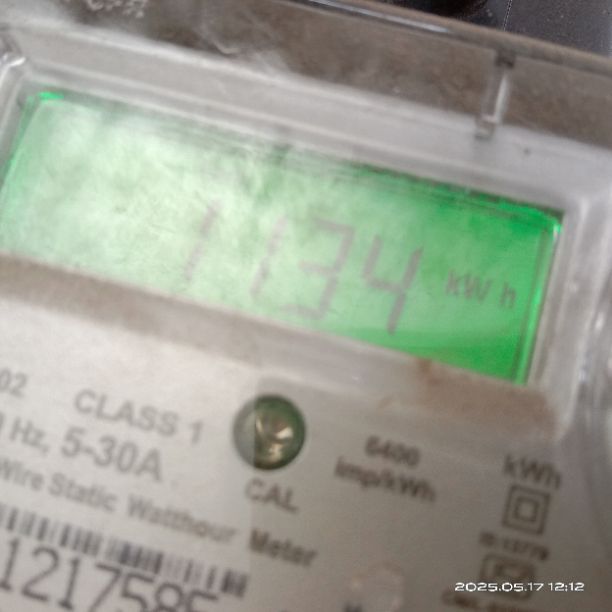 1134 kWh
02 CLASS 1
Hz, 5-30A
6400
imp/kWh
kWh
CAL
Wire Static Watthour Meter
2025.05.17 12:12